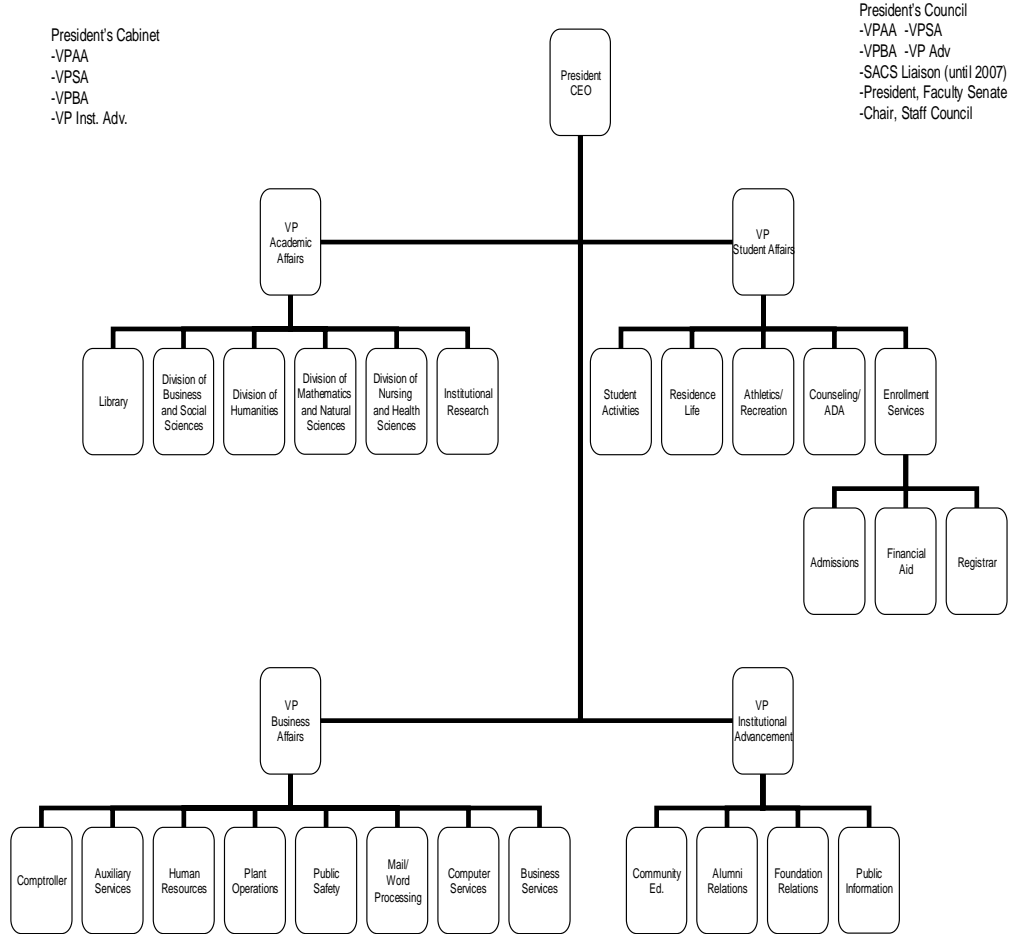 President's Cabinet
-VPAA
-VPSA
-VPBA
-VP Inst. Adv.
President
CEO
President's Council
-VPAA -VPSA
-VPBA -VP Adv
-SACS Liaison (until 2007)
-President, Faculty Senate
-Chair, Staff Council
VP
Academic
Affairs
VP
Student Affairs
Library
Division of
Business
and Social
Sciences
Division of
Humanities
Division of
Mathematics
and Natural
Sciences
Division of
Nursing
and Health
Sciences
Institutional
Research
Student
Activities
Residence
Life
Athletics/
Recreation
Counseling/
ADA
Enrollment
Services
Admissions
Financial
Aid
Registrar
VP
Business
Affairs
VP
Institutional
Advancement
Comptroller
Auxiliary
Services
Human
Resources
Plant
Operations
Public
Safety
Mail/
Word
Processing
Computer
Services
Business
Services
Community
Ed.
Alumni
Relations
Foundation
Relations
Public
Information